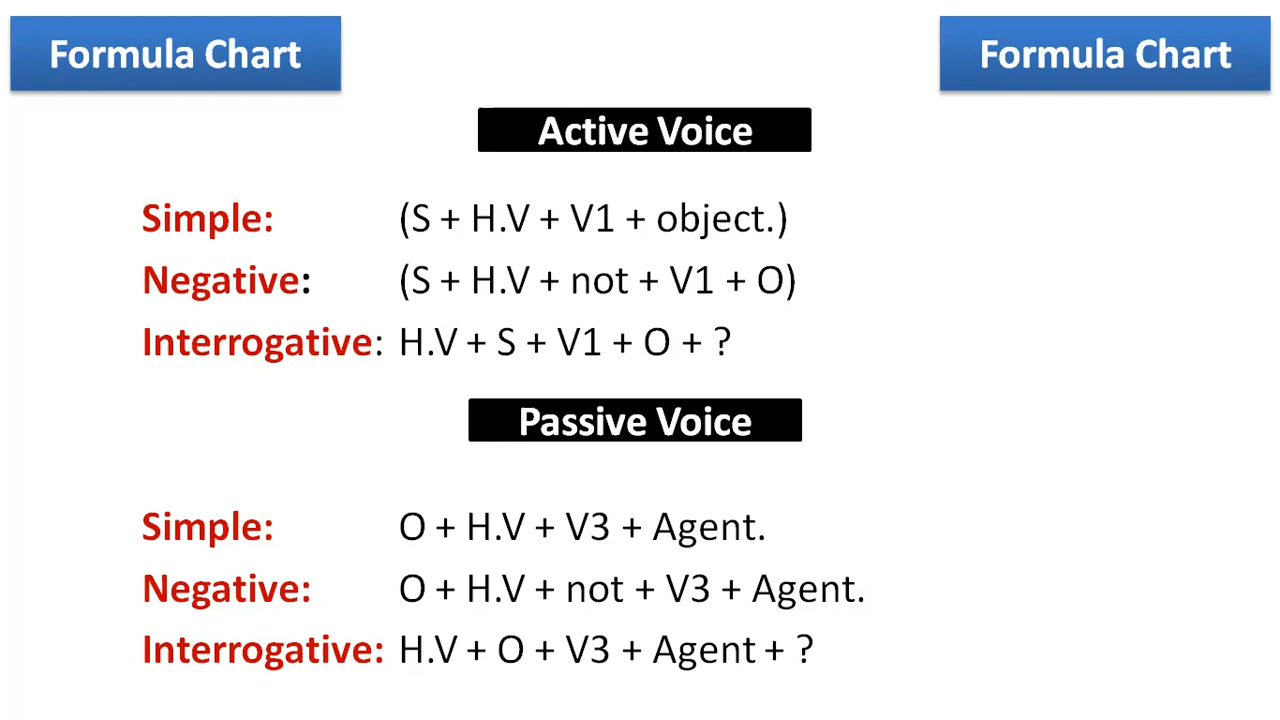 Formula Chart
Formula Chart
Active Voice
Simple: (S + H.V + V1 + object.)
Negative: (S + H.V + not + V1 + O)
Interrogative: H.V + S + V1 + O + ?
Passive Voice
Simple: O + H.V + V3 + Agent.
Negative: O + H.V + not + V3 + Agent.
Interrogative: H.V + O + V3 + Agent + ?